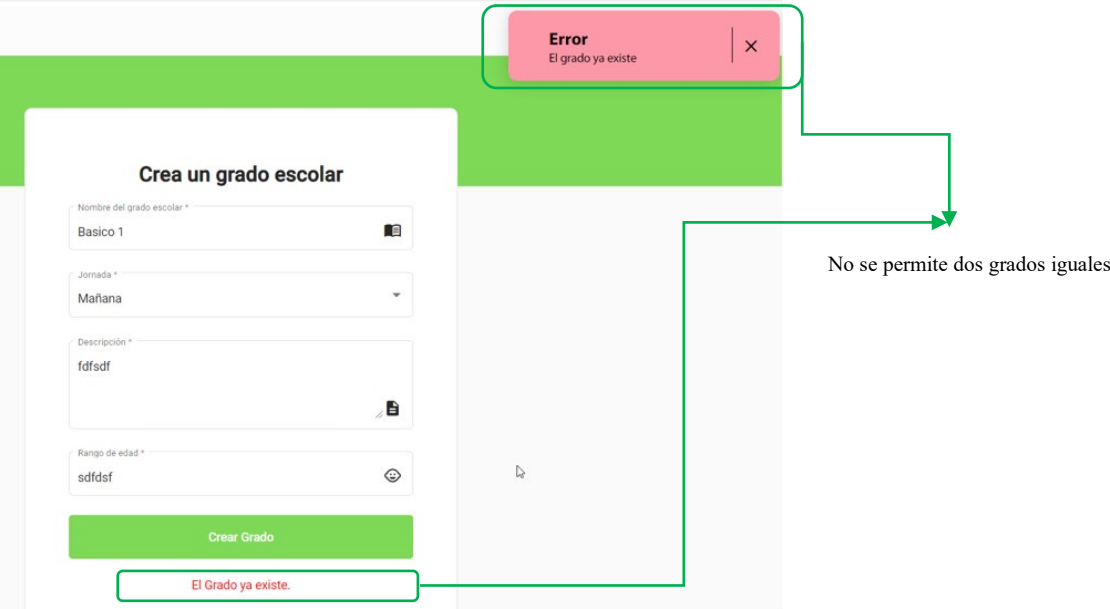 Error
El grado ya existe
Crea un grado escolar
Nombre del grado escolar *
Basico 1
Jornada *
Mañana
No se permite dos grados iguales
Descripción *
fdfsdf
Rango de edad *
sdfdsf
Crear Grado
El Grado ya existe.